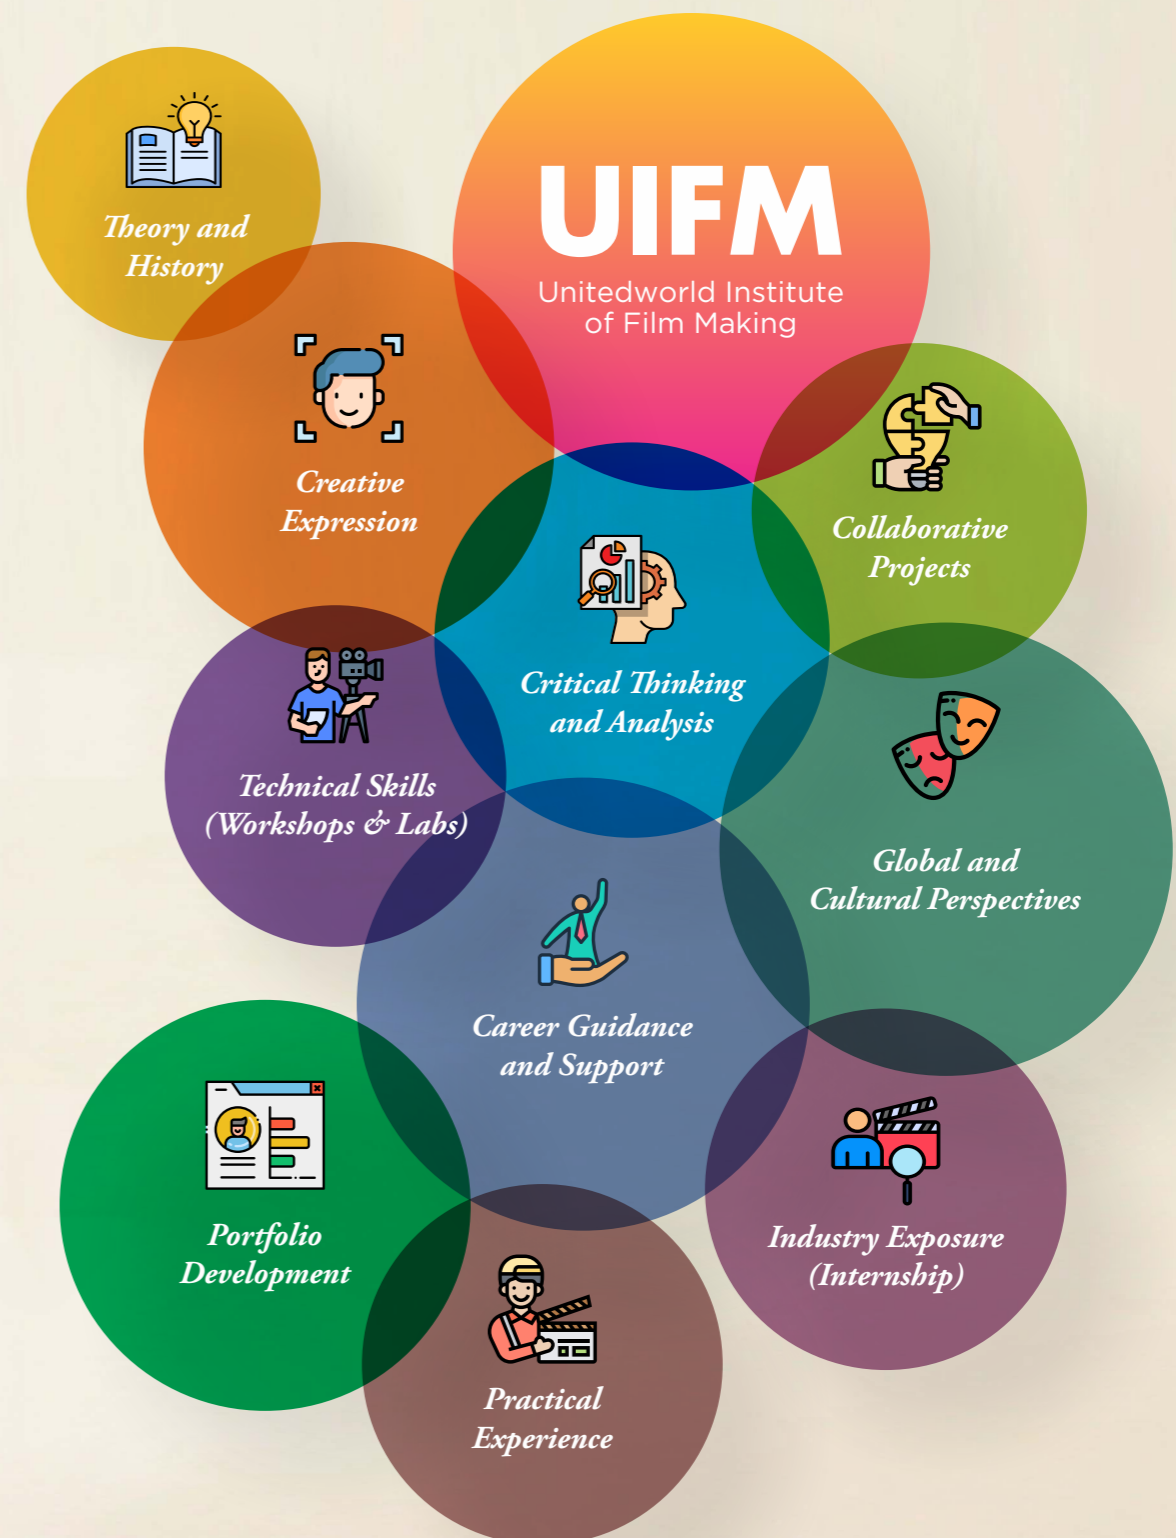 Theory and
History
UIFM
Unitedworld Institute
of Film Making
Creative
Expression
Collaborative
Projects
Critical Thinking
and Analysis
Technical Skills
(Workshops & Labs)
Global and
Cultural Perspectives
Career Guidance
and Support
Portfolio
Development
Industry Exposure
(Internship)
Practical
Experience